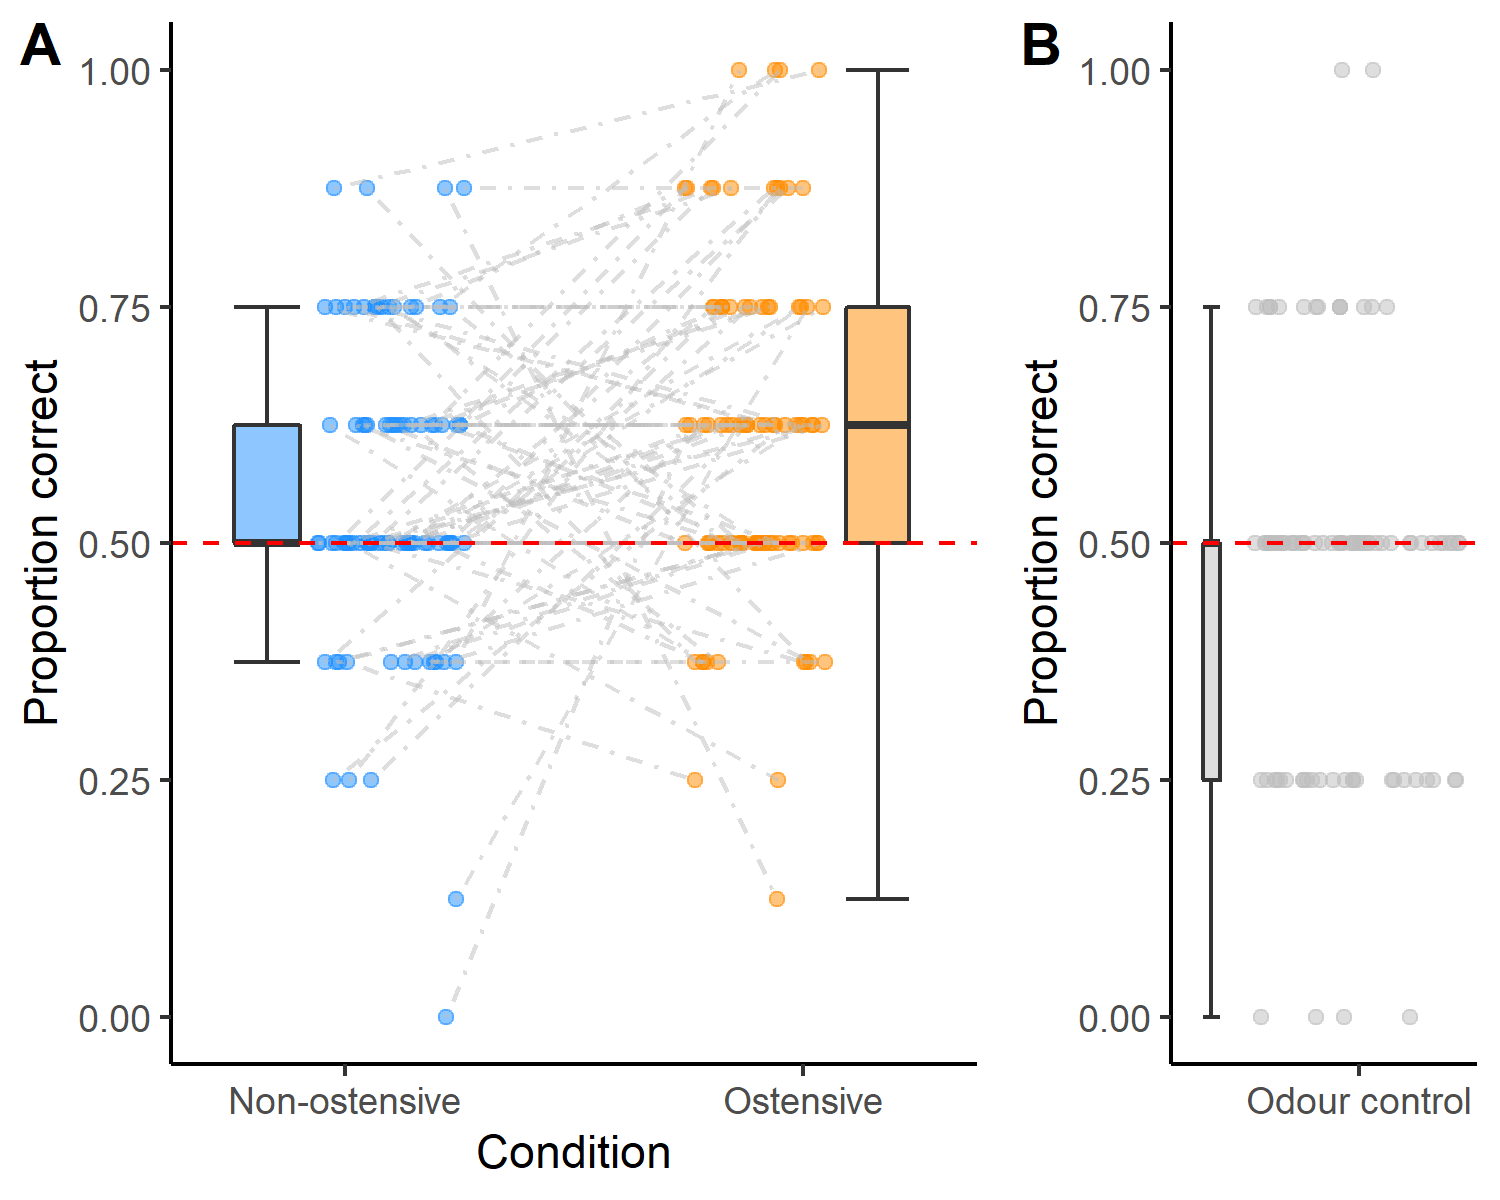 A
Proportion correct
1.00
0.75
0.50
0.25
0.00
Non-ostensive
Ostensive
Condition
B
Proportion correct
1.00
0.75
0.50
0.25
0.00
Odour control